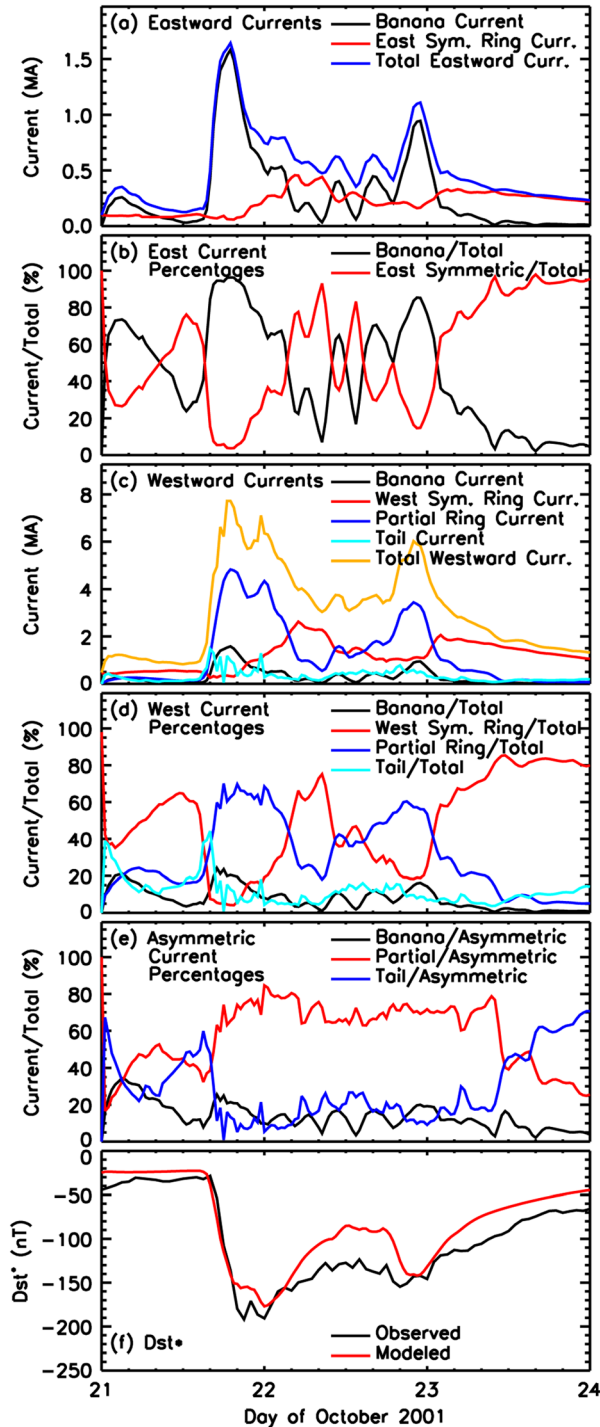 (a) Eastward Currents
Banana Current
East Sym. Ring Curr.
Total Eastward Curr.
Current (MA)
1.5
1.0
0.5
0.0
(b) East Current
Percentages
Banana/Total
East Symmetric/Total
Current/Total (%)
100
80
60
40
20
0
(c) Westward Currents
Banana Current
West Sym. Ring Curr.
Partial Ring Current
Tail Current
Total Westward Curr.
Current (MA)
8
6
4
2
0
(d) West Current
Percentages
Banana/Total
West Sym. Ring/Total
Partial Ring/Total
Tail/Total
Current/Total (%)
100
80
60
40
20
0
(e) Asymmetric
Current
Percentages
Banana/Asymmetric
Partial/Asymmetric
Tail/Asymmetric
Current/Total (%)
100
80
60
40
20
0
Dst* (nT)
0
-50
-100
-150
-200
-250
(f) Dst*
Observed
Modeled
21 22 23 24
Day of October 2001